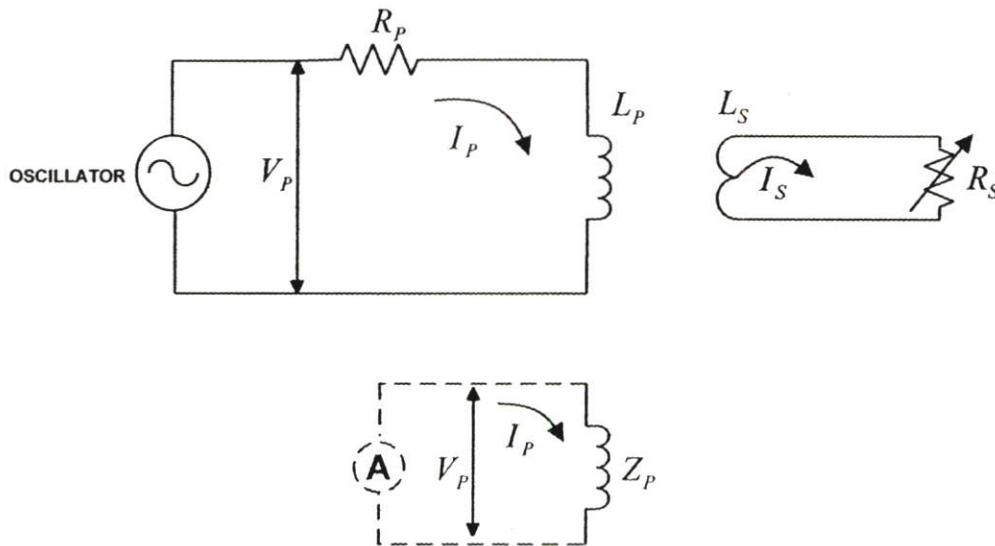 R_P
L_P
L_S
I_P
OSCILLATOR
V_P
I_S
R_S
I_P
A
V_P
Z_P